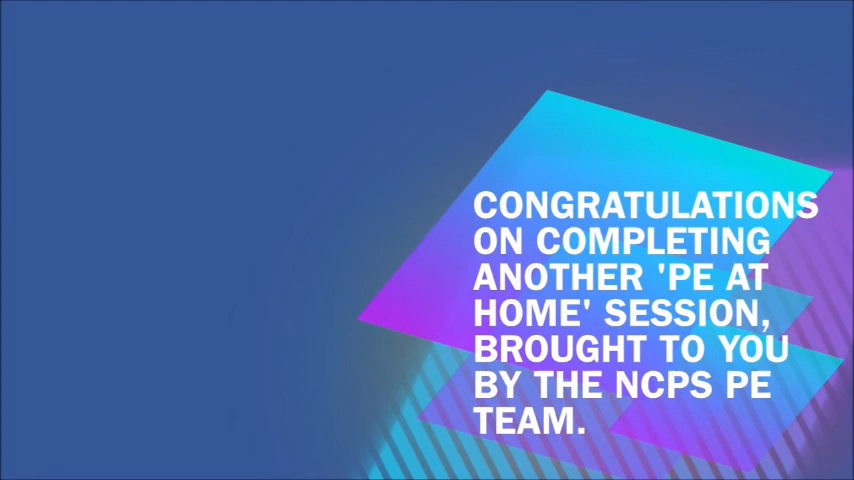 CONGRATULATIONS
ON COMPLETING
ANOTHER 'PE AT
HOME' SESSION,
BROUGHT TO YOU
BY THE NCPS PE
TEAM.